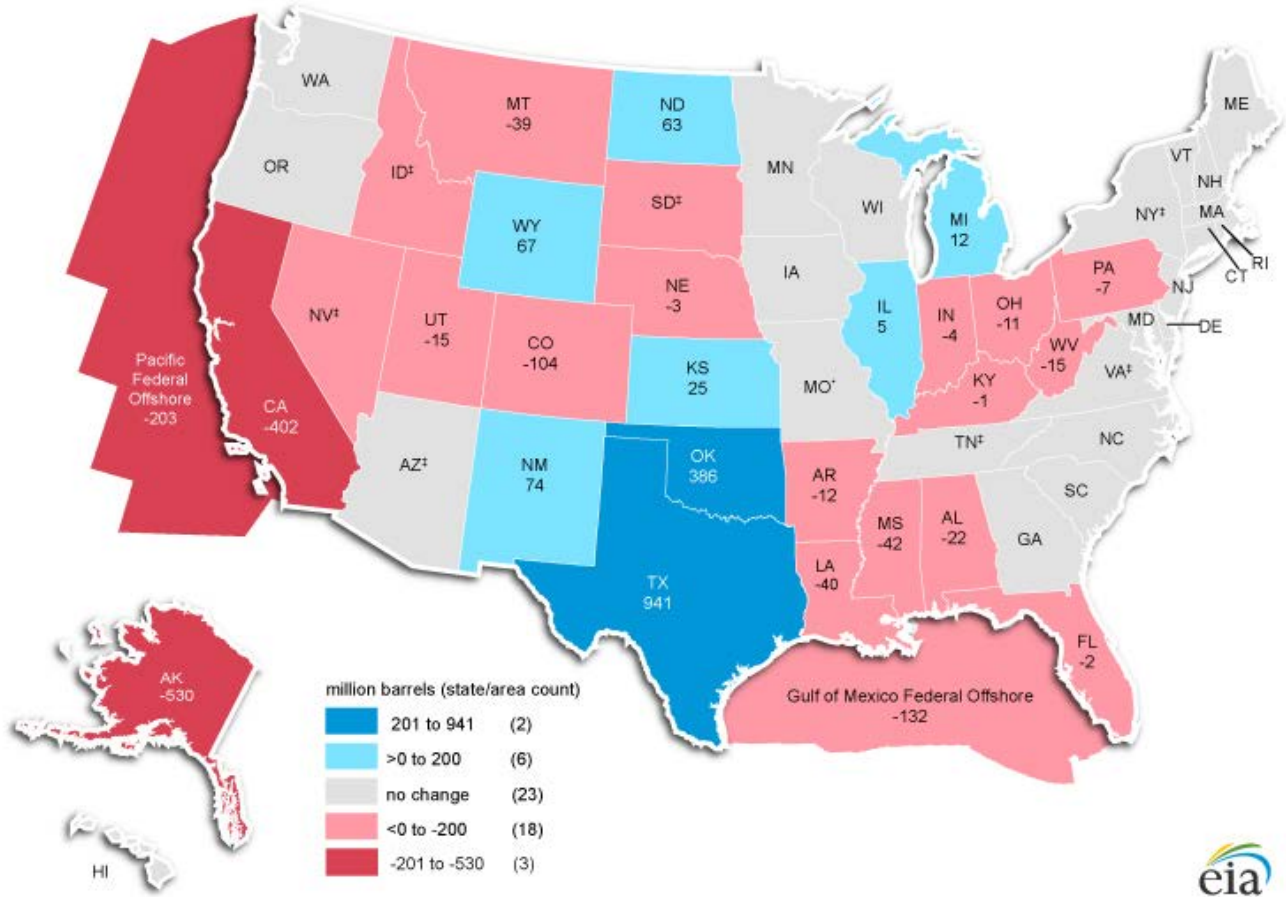 WA
MT
-39
ND
63
MN
ME
VT
NH
OR
ID‡
WY
67
SD‡
WI
MI
12
NY‡
MA
RI
CT
IA
NE
-3
PA
-7
NJ
NV‡
UT
-15
CO
-104
IL
5
IN
-4
OH
-11
MD
DE
WV
-15
VA‡
Pacific
Federal
Offshore
-203
CA
-402
KS
25
MO
KY
-1
AZ‡
NM
74
OK
386
AR
-12
TN‡
NC
SC
MS
-42
AL
-22
GA
LA
-40
TX
941
FL
-2
Gulf of Mexico Federal Offshore
-132
AK
-530
HI
million barrels (state/area count)
201 to 941 (2)
>0 to 200 (6)
no change (23)
<0 to -200 (18)
-201 to -530 (3)
eia